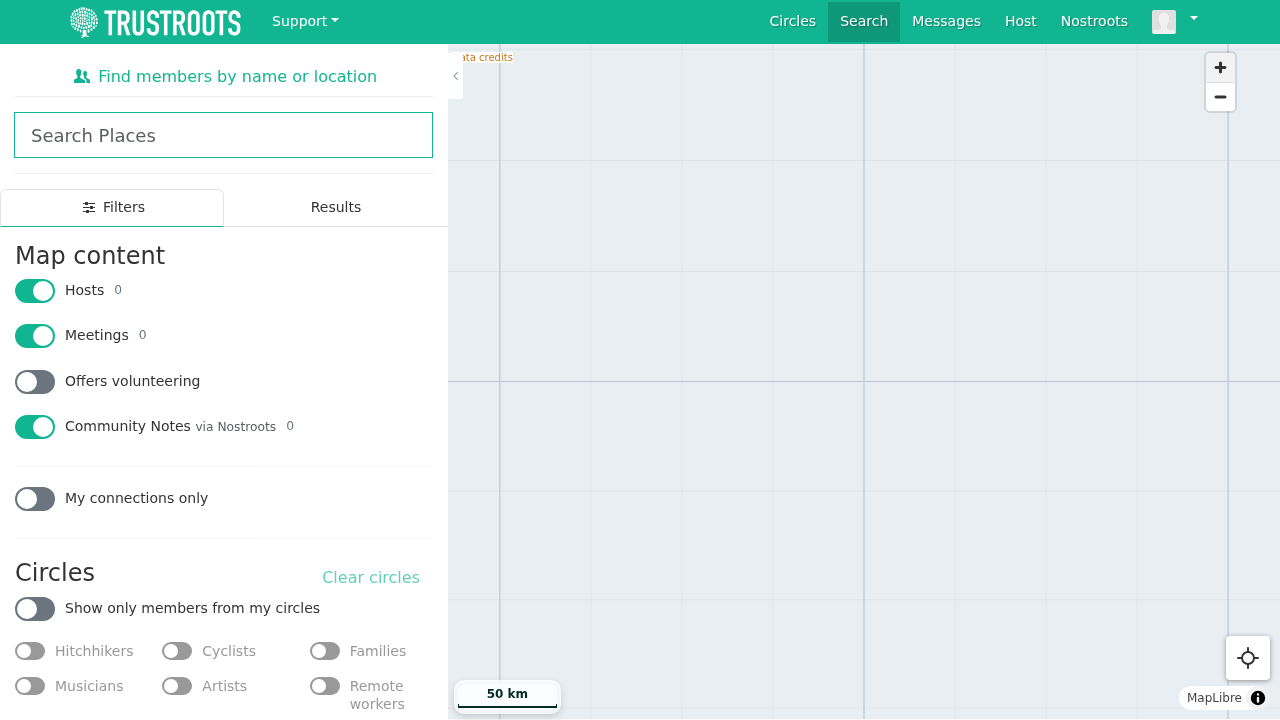 TRUSTROOTS
Support
Circles
Search
Messages
Host
Nostroots
Find members by name or location
Search Places
Filters
Results
Map content
Hosts 0
Meetings 0
Offers volunteering
Community Notes via Nostroots 0
My connections only
Circles
Clear circles
Show only members from my circles
Hitchhikers
Cyclists
Families
Musicians
Artists
Remote
workers
ata credits
50 km
MapLibre